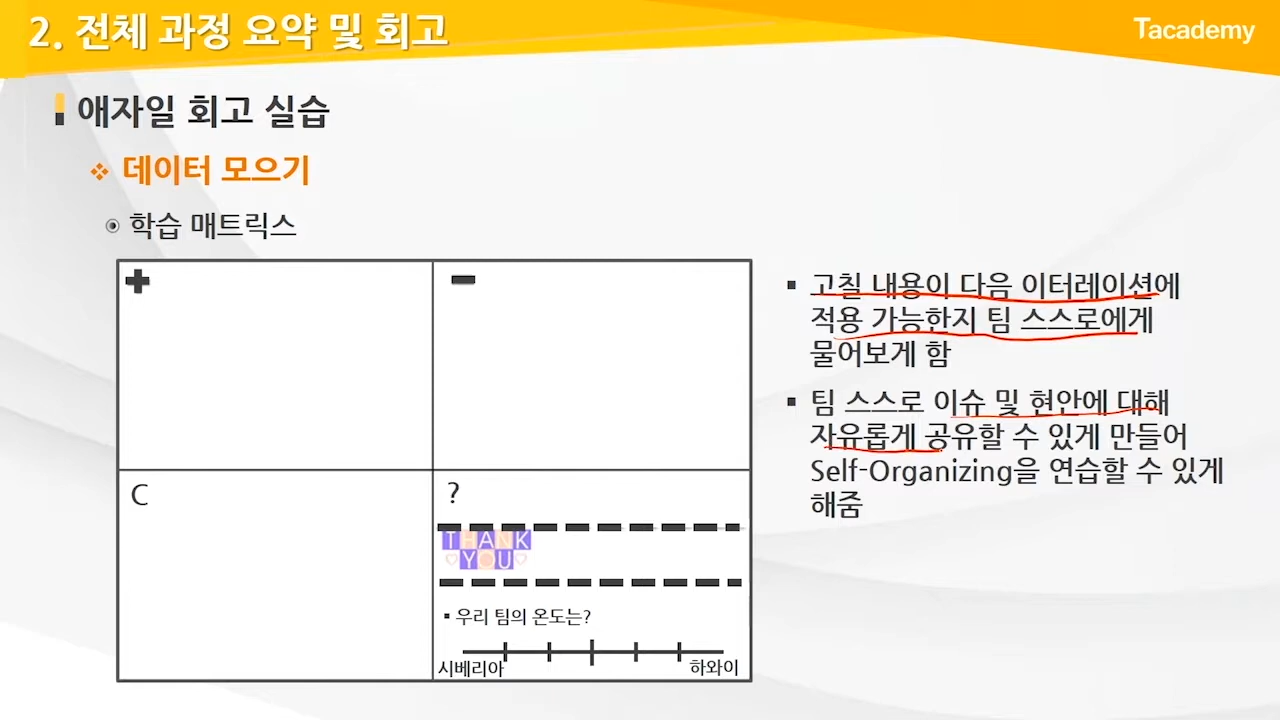 2. 전체 과정 요약 및 회고
Tacademy
애자일 회고 실습
❖ 데이터 모으기
◉ 학습 매트릭스
+
-
C
?
THANK
YOU
▪ 우리 팀의 온도는?
시베리아
하와이
▪ 고칠 내용이 다음 이터레이션에
적용 가능한지 팀 스스로에게
물어보게 함
▪ 팀 스스로 이슈 및 현안에 대해
자유롭게 공유할 수 있게 만들어
Self-Organizing을 연습할 수 있게
해줌